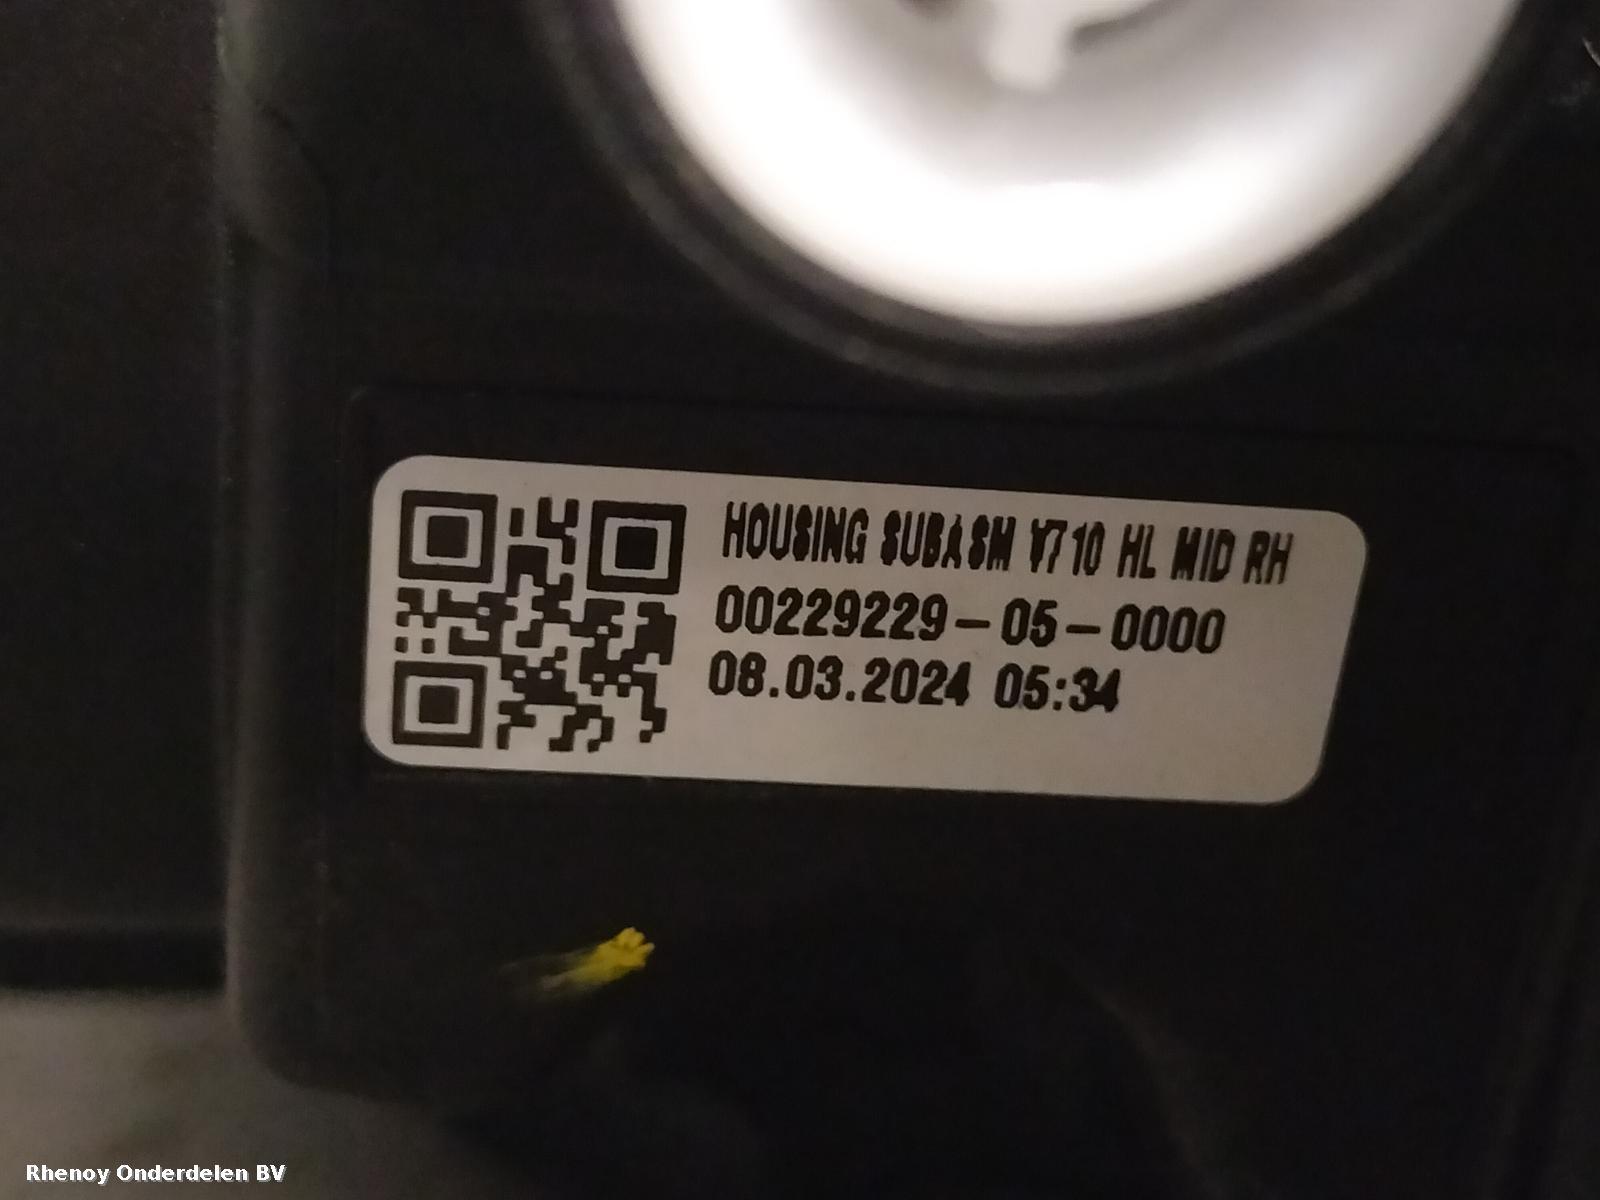 HOUSING SUBASM V710 HL MID RH
00229229-05-0000
08.03.2024 05:34
Rhenoy Onderdelen BV